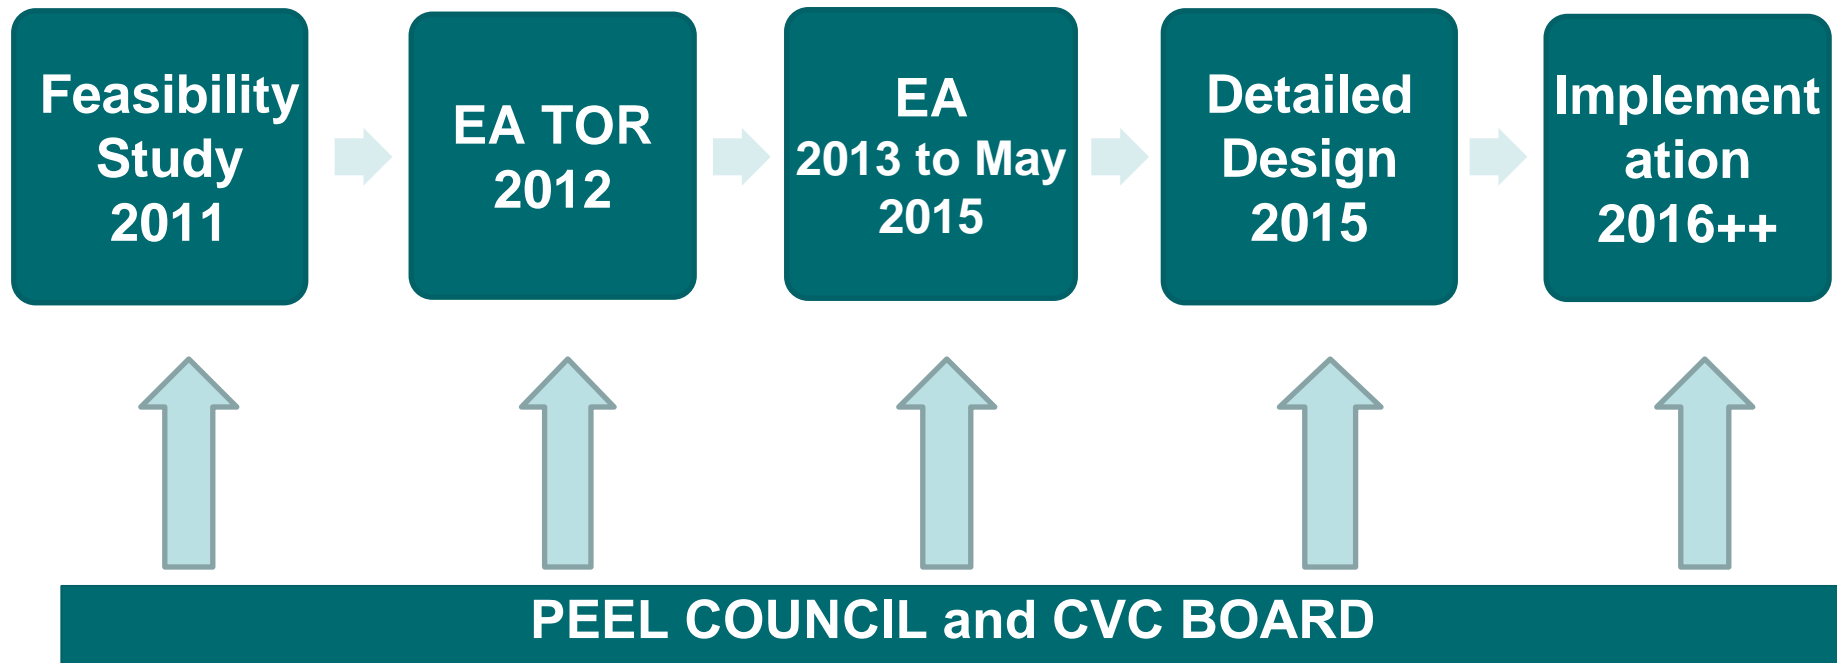 Feasibility
Study
2011
EA TOR
2012
EA
2013 to May
2015
Detailed
Design
2015
Implement
ation
2016++
PEEL COUNCIL and CVC BOARD